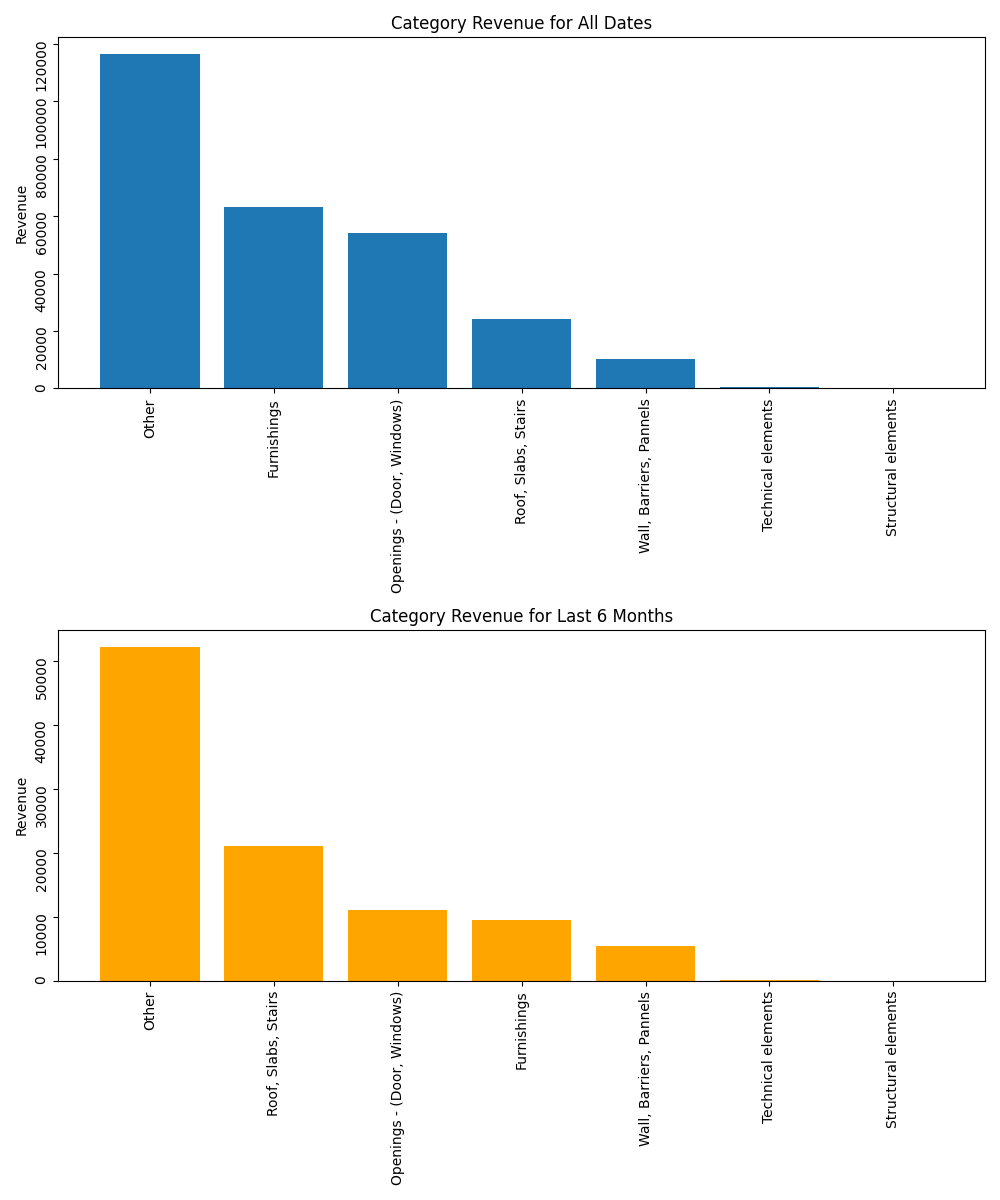 Category Revenue for All Dates
Revenue
120000
100000
80000
60000
40000
20000
0
Other
Furnishings
Openings - (Door, Windows)
Roof, Slabs, Stairs
Wall, Barriers, Pannels
Technical elements
Structural elements
Category Revenue for Last 6 Months
Revenue
50000
40000
30000
20000
10000
0
Other
Roof, Slabs, Stairs
Openings - (Door, Windows)
Furnishings
Wall, Barriers, Pannels
Technical elements
Structural elements